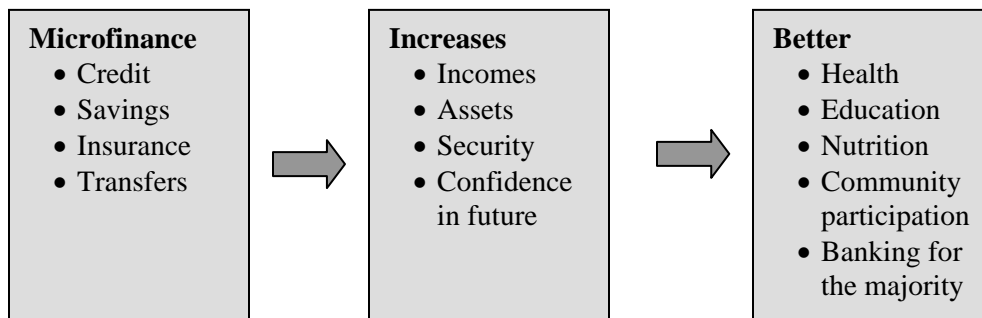 Microfinance
• Credit
• Savings
• Insurance
• Transfers
Increases
• Incomes
• Assets
• Security
• Confidence
in future
Better
• Health
• Education
• Nutrition
• Community
participation
• Banking for
the majority